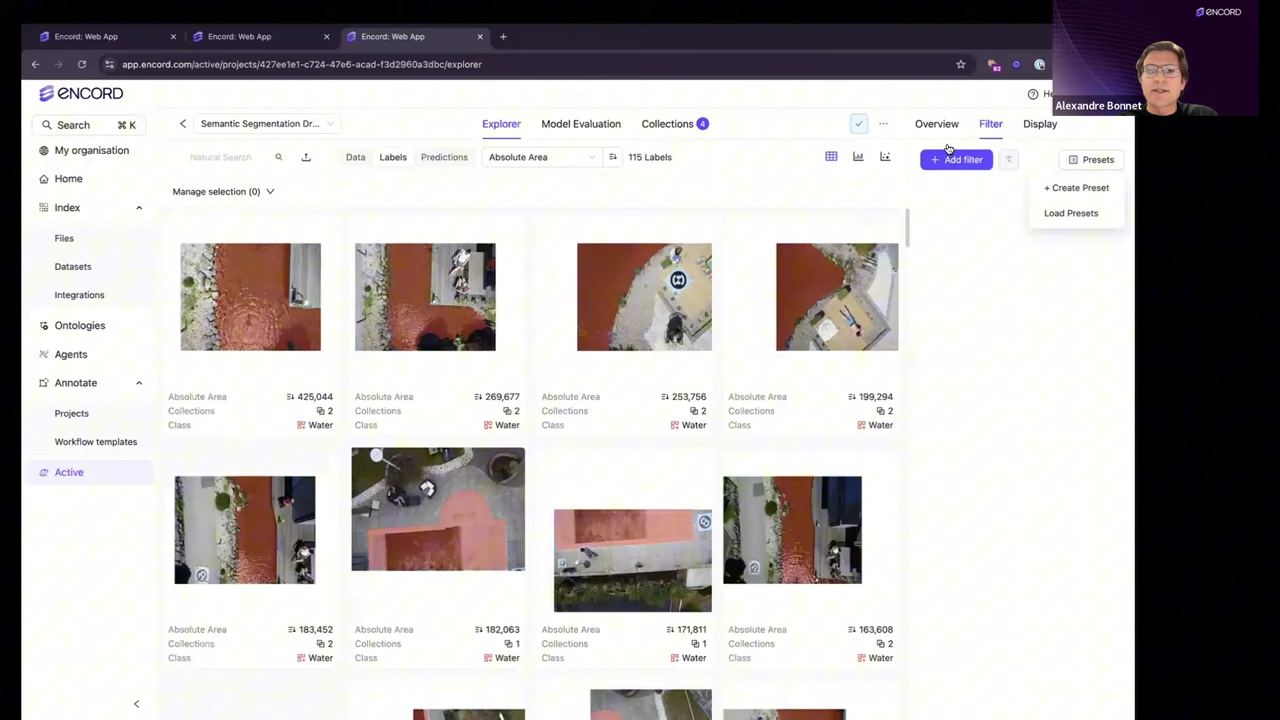 ENCORD
Alexandre Bonnet
Encord: Web App
Encord: Web App
Encord: Web App
app.encord.com/active/projects/427ee1e1-c724-47e6-acad-f3d2960a3dbc/explorer
92
ENCORD
Search
⌘ K
My organisation
Home
Index
Files
Datasets
Integrations
Ontologies
Agents
Annotate
Projects
Workflow templates
Active
Semantic Segmentation Dr...
Explorer
Model Evaluation
Collections 4
Overview
Filter
Display
Natural Search
Data
Labels
Predictions
Absolute Area
115 Labels
+ Add filter
Presets
+ Create Preset
Load Presets
Manage selection (0)
Absolute Area 425,044
Collections 2
Class Water
Absolute Area 269,677
Collections 2
Class Water
Absolute Area 253,756
Collections 2
Class Water
Absolute Area 199,294
Collections 2
Class Water
Absolute Area 183,452
Collections 2
Class Water
Absolute Area 182,063
Collections 1
Class Water
Absolute Area 171,811
Collections 1
Class Water
Absolute Area 163,608
Collections 2
Class Water